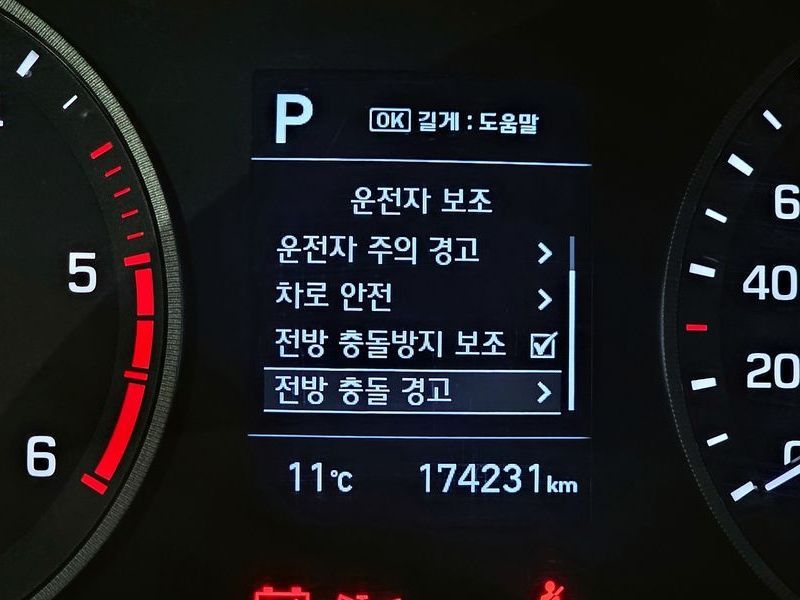 P
OK 길게 : 도움말
운전자 보조
운전자 주의 경고
차로 안전
전방 충돌방지 보조
전방 충돌 경고
11℃ 174231km
5
6
6
40
20
0